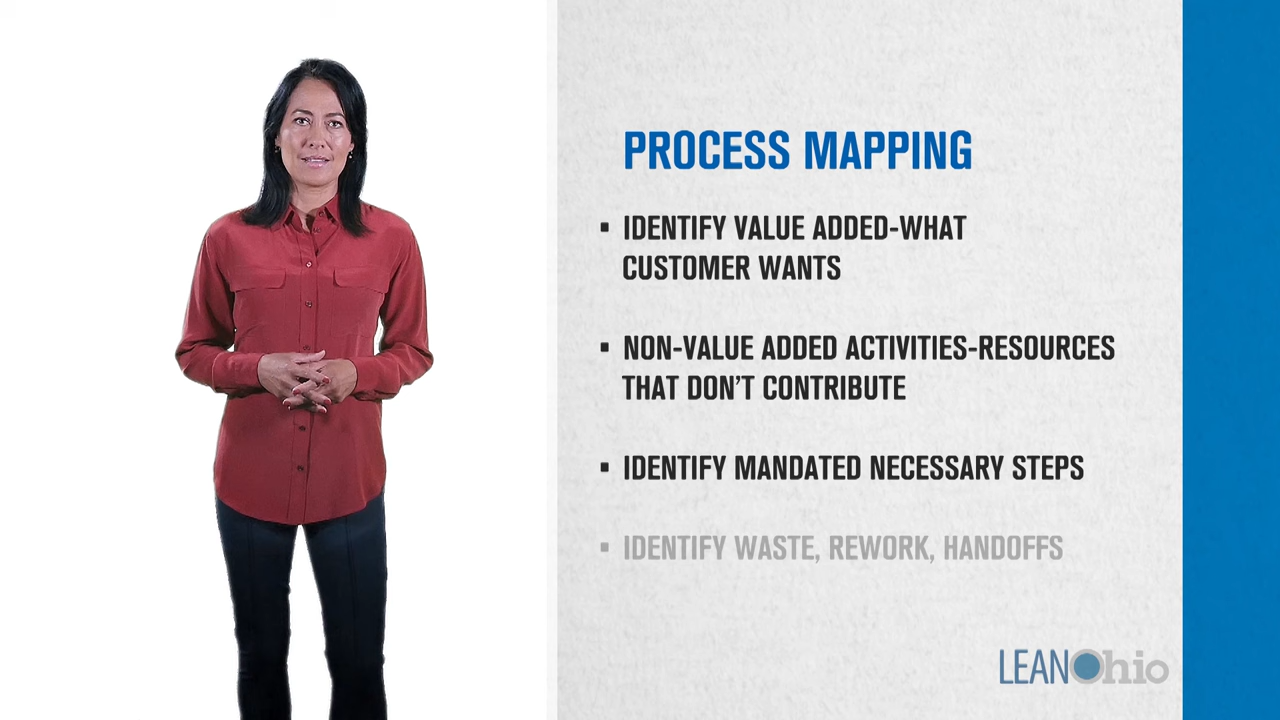 PROCESS MAPPING
▪ IDENTIFY VALUE ADDED-WHAT
CUSTOMER WANTS
▪ NON-VALUE ADDED ACTIVITIES-RESOURCES
THAT DON’T CONTRIBUTE
▪ IDENTIFY MANDATED NECESSARY STEPS
▪ IDENTIFY WASTE, REWORK, HANDOFFS
LEANOhio